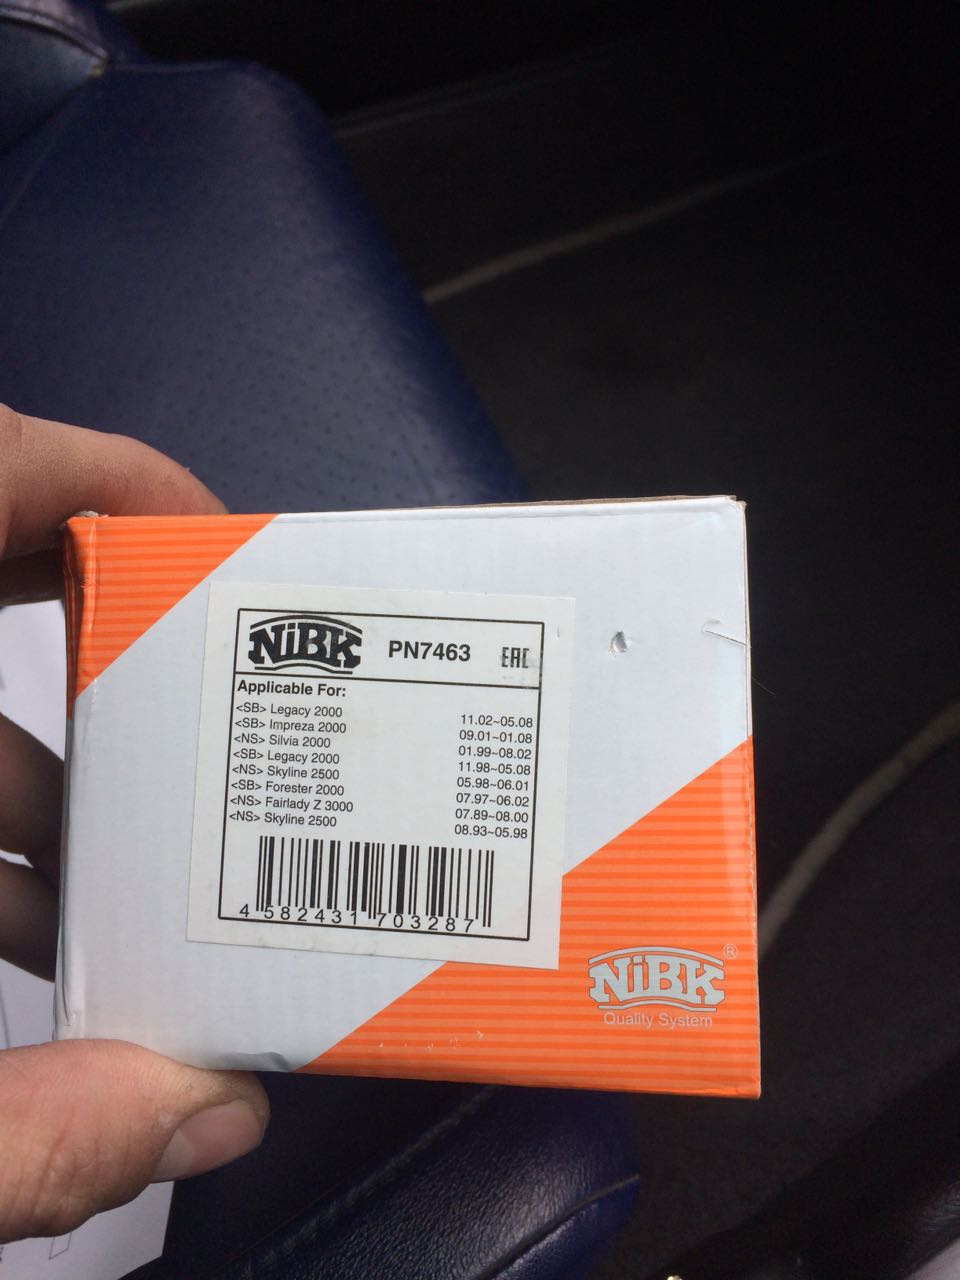 NiBK PN7463 EAC
Applicable For:
<SB> Legacy 2000 11.02~05.08
<SB> Impreza 2000 09.01~01.08
<NS> Silvia 2000 01.99~08.02
<SB> Legacy 2000 11.98~05.08
<NS> Skyline 2500 05.98~06.01
<SB> Forester 2000 07.97~06.02
<NS> Fairlady Z 3000 07.89~08.00
<NS> Skyline 2500 08.93~05.98
4 582431 703287
NiBK®
Quality System